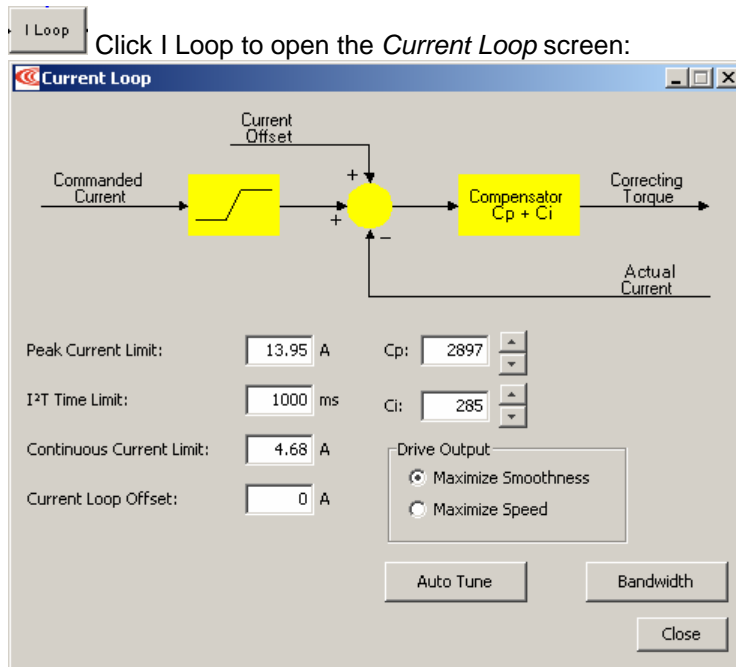 I Loop
Click I Loop to open the Current Loop screen:
Current Loop
Current
Offset
Commanded
Current
+
+
−
Compensator
Cp + Ci
Correcting
Torque
Actual
Current
Peak Current Limit: 13.95 A
Cp: 2897
I²T Time Limit: 1000 ms
Ci: 285
Continuous Current Limit: 4.68 A
Drive Output
Maximize Smoothness
Current Loop Offset: 0 A
Maximize Speed
Auto Tune
Bandwidth
Close